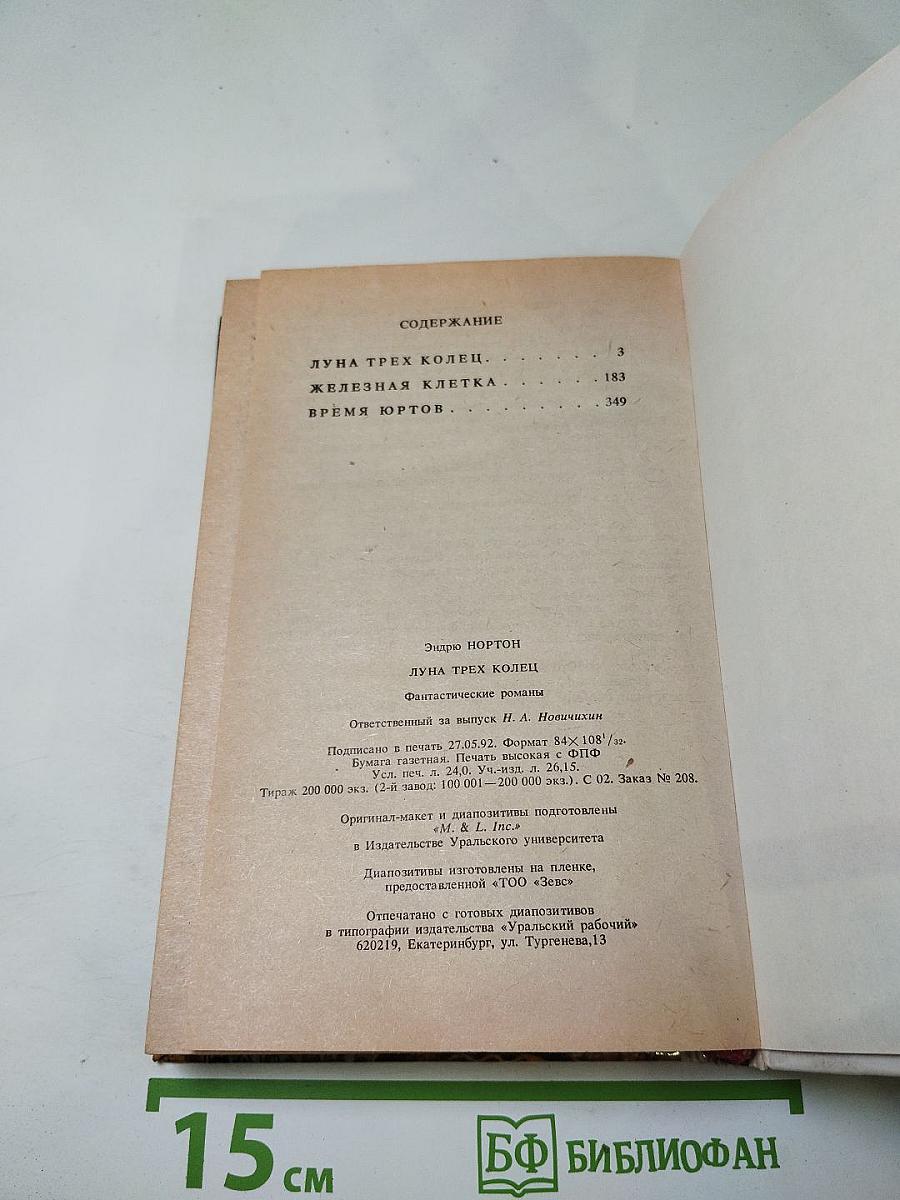 СОДЕРЖАНИЕ
ЛУНА ТРЕХ КОЛЕЦ. . . . . . . 3
ЖЕЛЕЗНАЯ КЛЕТКА . . . . . . 183
ВРЕМЯ ЮРТОВ . . . . . . . . . 349
Эндрю НОРТОН
ЛУНА ТРЕХ КОЛЕЦ
Фантастические романы
Ответственный за выпуск Н. А. Новичихин
Подписано в печать 27.05.92. Формат 84×108¹/₃₂.
Бумага газетная. Печать высокая с ФПФ
Усл. печ. л. 24,0. Уч.-изд. л. 26,15.
Тираж 200 000 экз. (2-й завод: 100 001—200 000 экз.). С 02. Заказ № 208.
Оригинал-макет и диапозитивы подготовлены
«M. & L. Inc.»
в Издательстве Уральского университета
Диапозитивы изготовлены на пленке,
предоставленной «ТОО «Зевс»
Отпечатано с готовых диапозитивов
в типографии издательства «Уральский рабочий»
620219, Екатеринбург, ул. Тургенева,13
15 см
БФ БИБЛИОФАН